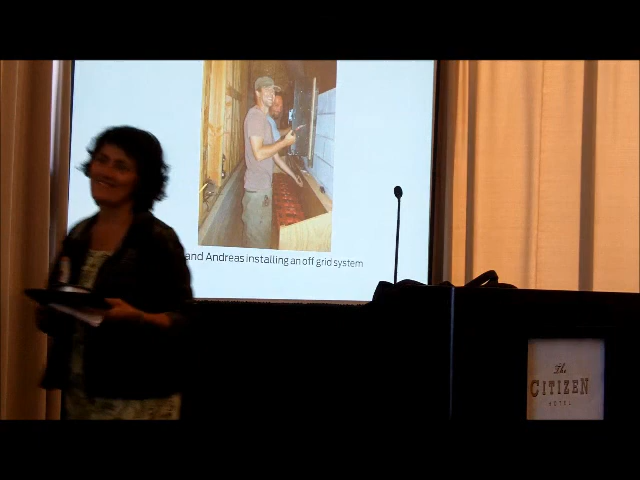 and Andreas installing an off grid system
The
CITIZEN
HOTEL